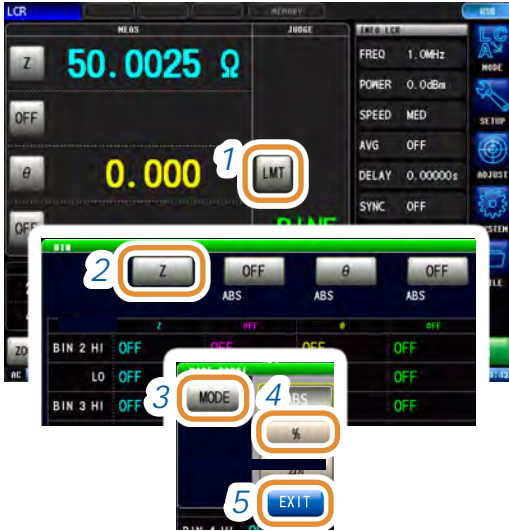 LCR
MEMORY
USB
MEAS
JUDGE
INFO LCR
Z
50.0025 Ω
FREQ 1.0MHz
MODE
POWER 0.0dBm
OFF
SPEED MED
SETUP
1
AVG OFF
θ
0.000
LMT
DELAY 0.00000s
ADJUST
SYNC OFF
OFF
BIN
2
Z
OFF
θ
OFF
ABS
ABS
ABS
Z
OFF
θ
OFF
BIN 2 HI OFF OFF OFF OFF
LO OFF OFF
BIN 3 HI OFF OFF
AC
3
MODE
4
ABS
%
5
EXIT